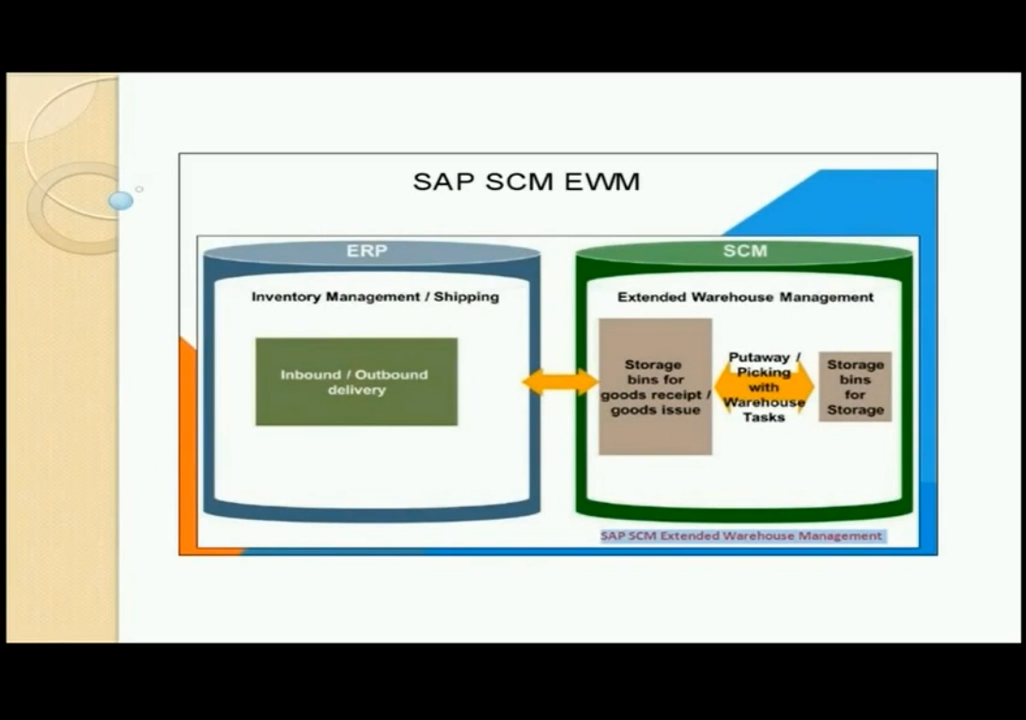 SAP SCM EWM
ERP
Inventory Management / Shipping
Inbound / Outbound
delivery
SCM
Extended Warehouse Management
Storage
bins for
goods receipt /
goods issue
Putaway /
Picking
with
Warehouse
Tasks
Storage
bins
for
Storage
SAP SCM Extended Warehouse Management